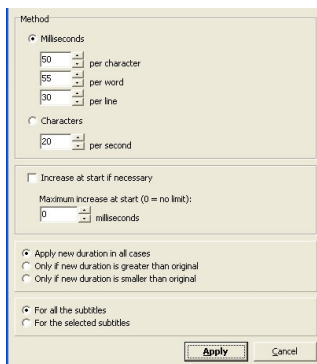 Method
Milliseconds
50 per character
55 per word
30 per line
Characters
20 per second
Increase at start if necessary
Maximum increase at start (0 = no limit):
0 milliseconds
Apply new duration in all cases
Only if new duration is greater than original
Only if new duration is smaller than original
For all the subtitles
For the selected subtitles
Apply Cancel